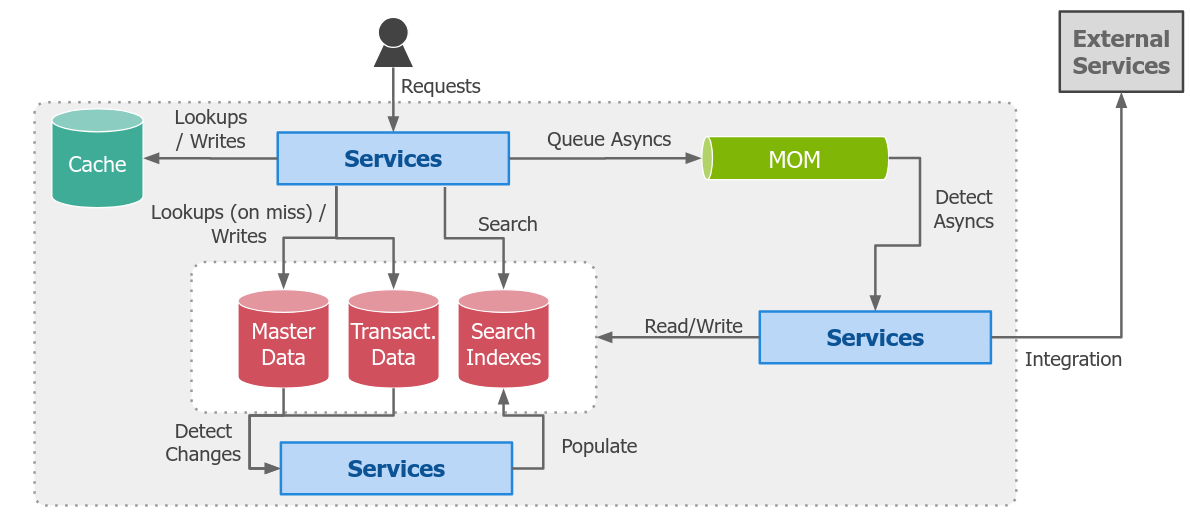 External
Services
Requests
Lookups
/ Writes
Cache
Services
Queue Asyncs
MOM
Detect
Asyncs
Lookups (on miss) /
Writes
Search
Master
Data
Transact.
Data
Search
Indexes
Read/Write
Services
Integration
Detect
Changes
Services
Populate